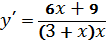 y′ = (6x + 9) / ((3 + x)x)